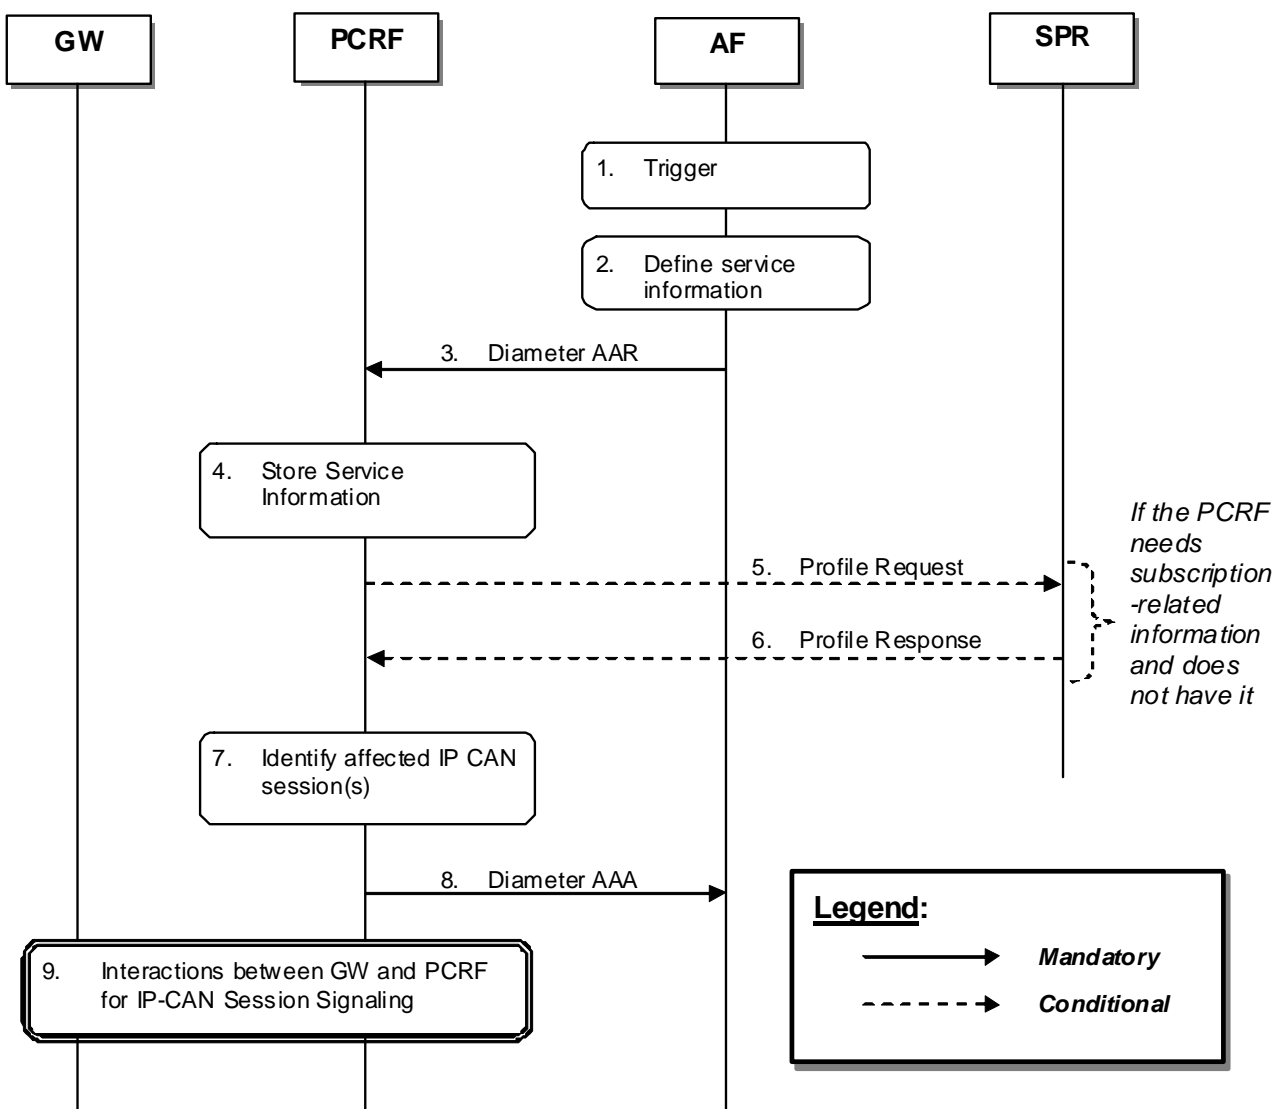 GW
PCRF
AF
SPR
1. Trigger
2. Define service
information
3. Diameter AAR
4. Store Service
Information
5. Profile Request
6. Profile Response
If the PCRF
needs
subscription
-related
information
and does
not have it
7. Identify affected IP CAN
session(s)
8. Diameter AAA
9. Interactions between GW and PCRF
for IP-CAN Session Signaling
Legend:
Mandatory
Conditional